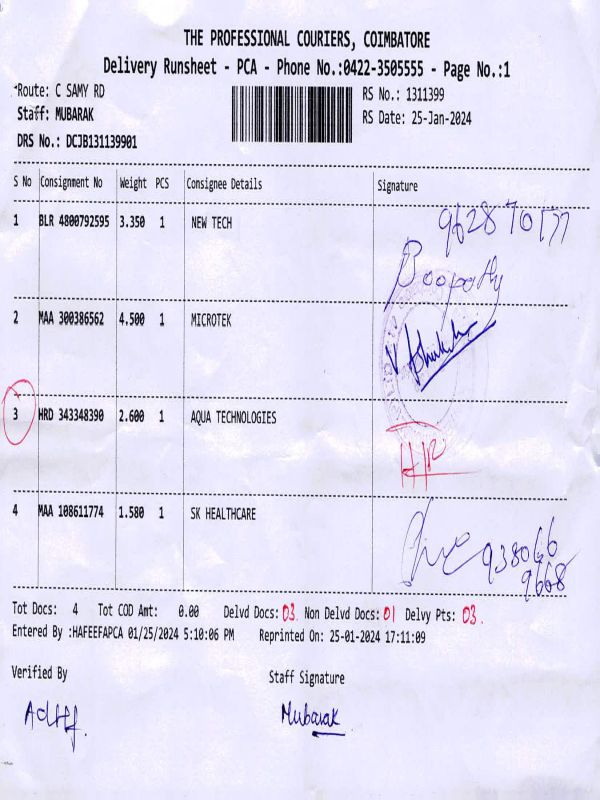 THE PROFESSIONAL COURIERS, COIMBATORE
Delivery Runsheet - PCA - Phone No.:0422-3505555 - Page No.:1
Route: C SAMY RD
RS No.: 1311399
Staff: MUBARAK
RS Date: 25-Jan-2024
DRS No.: DCJB131139901
S No Consignment No Weight PCS Consignee Details Signature
1 BLR 4800792595 3.350 1 NEW TECH
Boopathy
2 MAA 300386562 4.500 1 MICROTEK
3 HRD 343348390 2.600 1 AQUA TECHNOLOGIES
4 MAA 108611774 1.580 1 SK HEALTHCARE
938066
9668
Tot Docs: 4 Tot COD Amt: 0.00 Delvd Docs: 03. Non Delvd Docs: 01 Delvy Pts: 03.
Entered By :HAFEEFAPCA 01/25/2024 5:10:06 PM Reprinted On: 25-01-2024 17:11:09
Verified By
Staff Signature
Mubarak